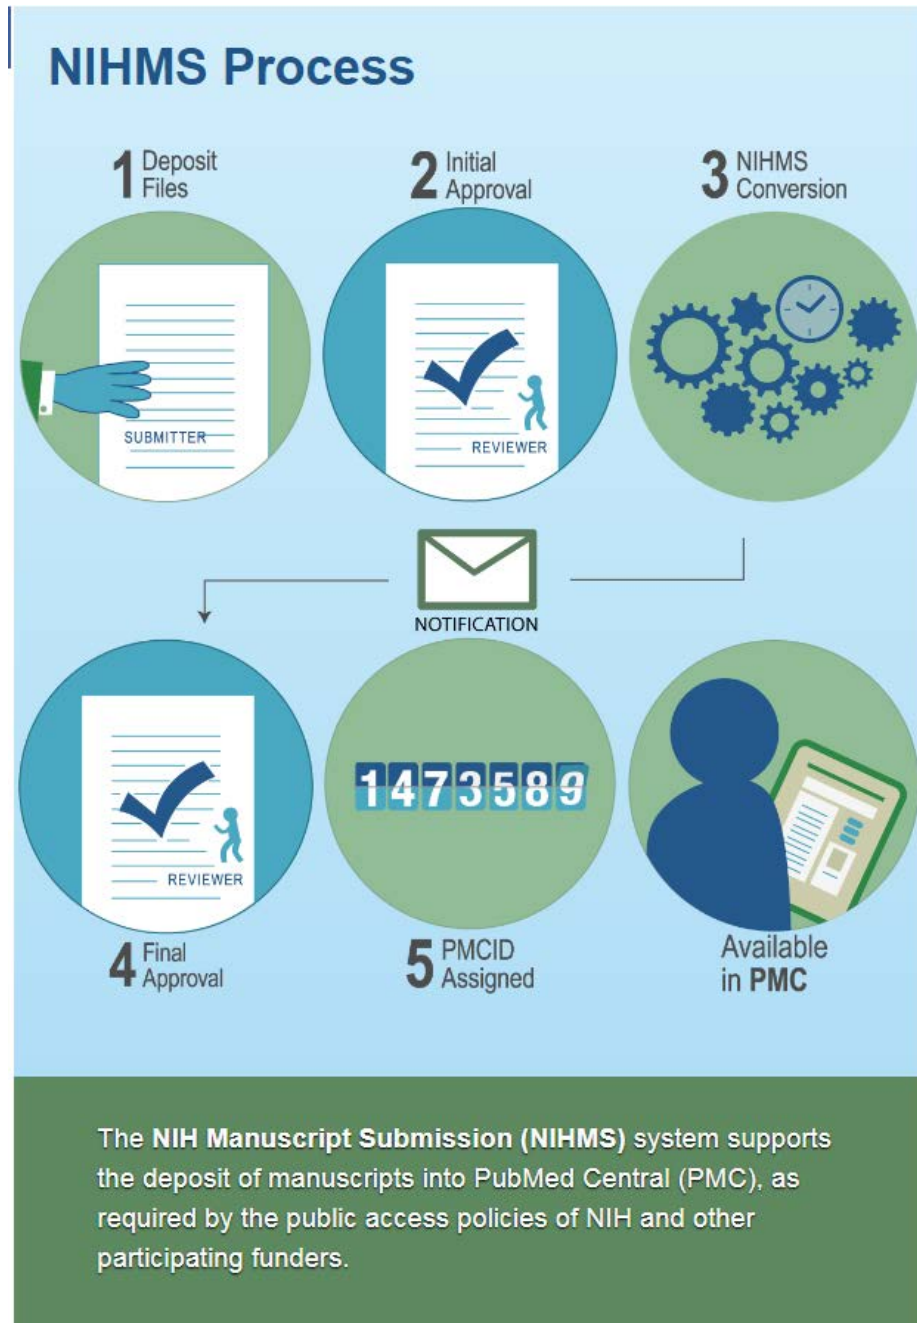 NIHMS Process
1 Deposit
Files
2 Initial
Approval
3 NIHMS
Conversion
SUBMITTER
REVIEWER
NOTIFICATION
REVIEWER
1473589
4 Final
Approval
5 PMCID
Assigned
Available
in PMC
The NIH Manuscript Submission (NIHMS) system supports
the deposit of manuscripts into PubMed Central (PMC), as
required by the public access policies of NIH and other
participating funders.